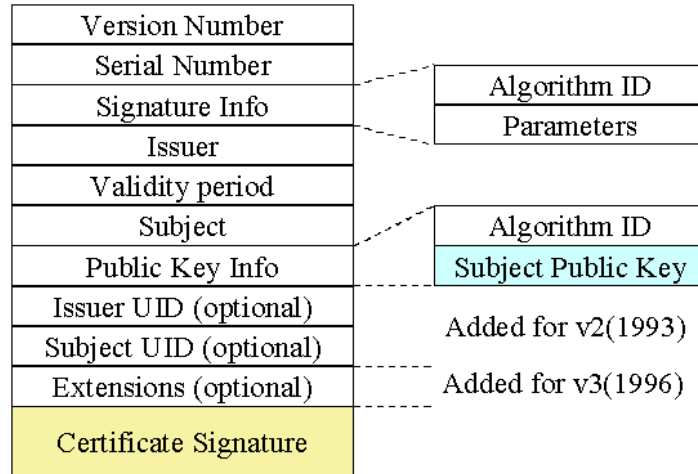 Version Number
Serial Number
Signature Info
Issuer
Validity period
Subject
Public Key Info
Issuer UID (optional)
Subject UID (optional)
Extensions (optional)
Certificate Signature
Algorithm ID
Parameters
Algorithm ID
Subject Public Key
Added for v2(1993)
Added for v3(1996)